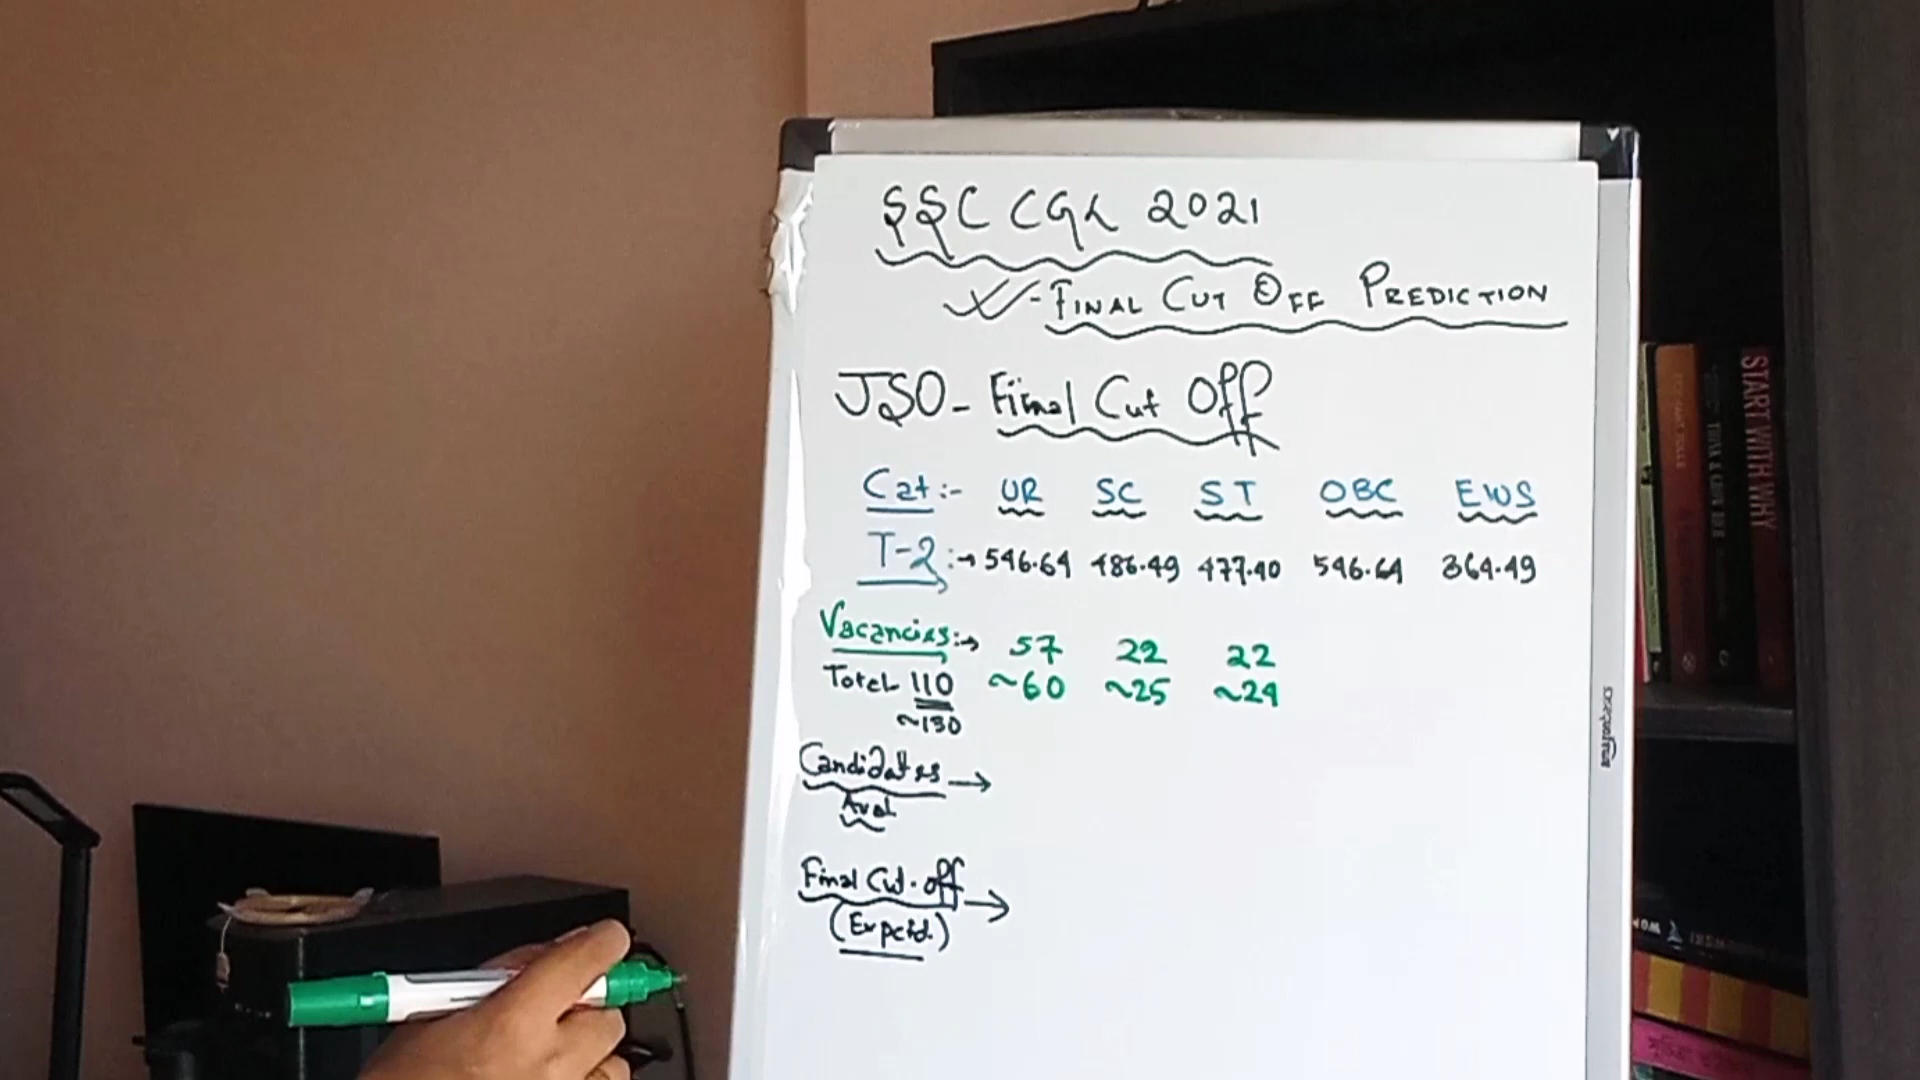 SSC CGL 2021
- FINAL CUT OFF PREDICTION
JSO - Final Cut Off
Cat :- UR SC ST OBC EWS
T-2 :→ 546.64 486.49 477.40 546.64 364.49
Vacancies :→ 57 22 22
Total 110 ~60 ~25 ~24
~130
Candidates →
Aval
Final Cut-off →
(Expctd.)
START WITH WHY